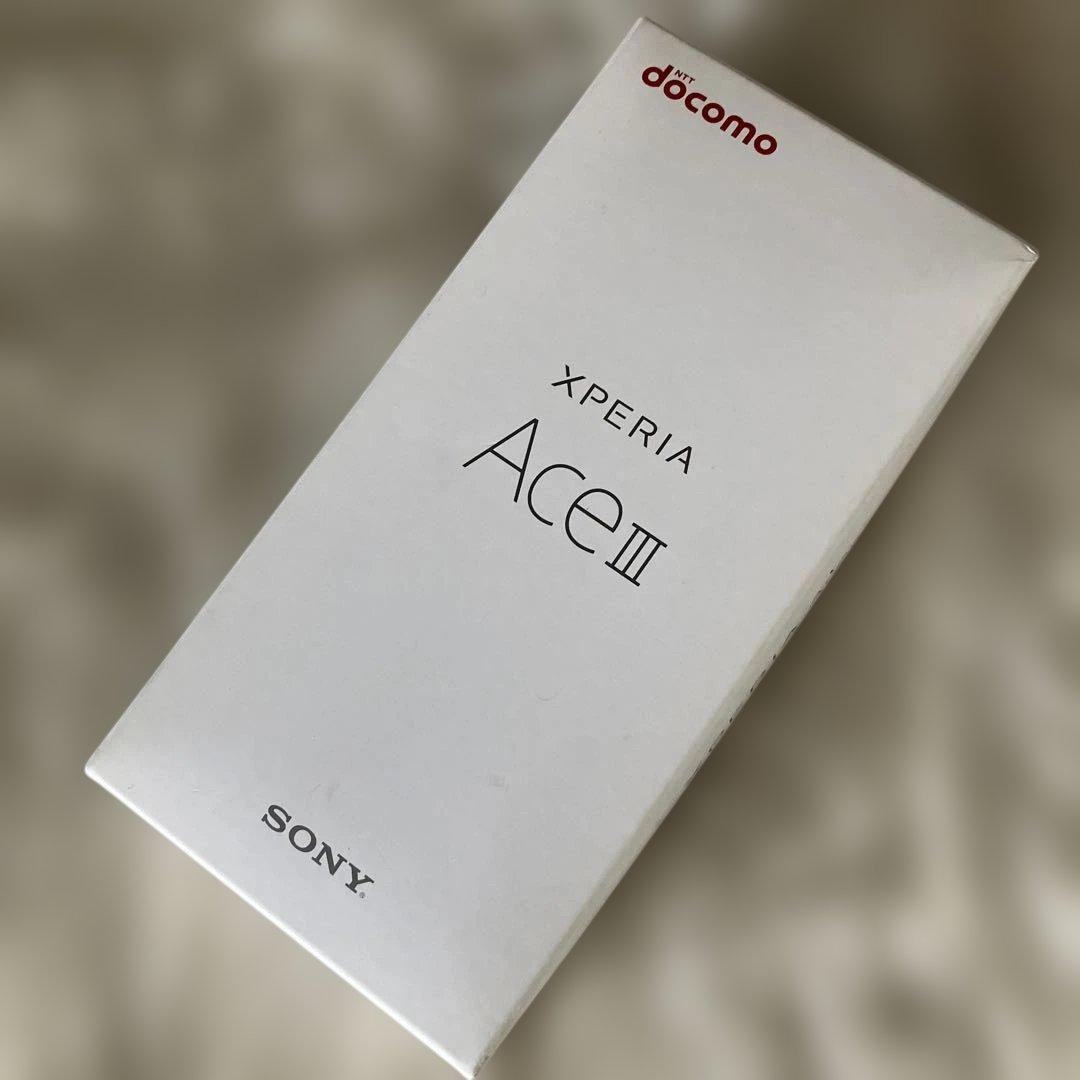 NTT
docomo
XPERIA
Ace III
SONY